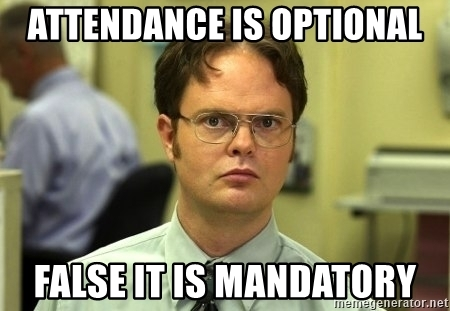 ATTENDANCE IS OPTIONAL
FALSE IT IS MANDATORY
memegenerator.net